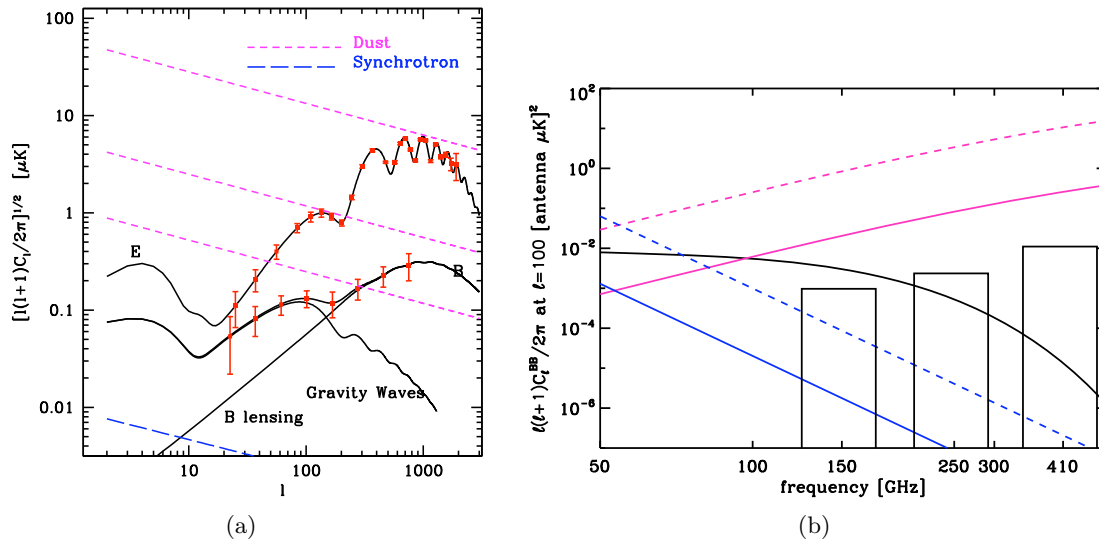 100
10
1
0.1
0.01
[l(l+1)Cl/2π]^1/2 [μK]
Dust
Synchrotron
E
B
Gravity Waves
B lensing
10
100
1000
l
(a)
10^2
10^0
10^-2
10^-4
10^-6
ℓ(ℓ+1)Cℓ^BB/2π at ℓ=100 [antenna μK]^2
50
100
150
250
300
410
frequency [GHz]
(b)